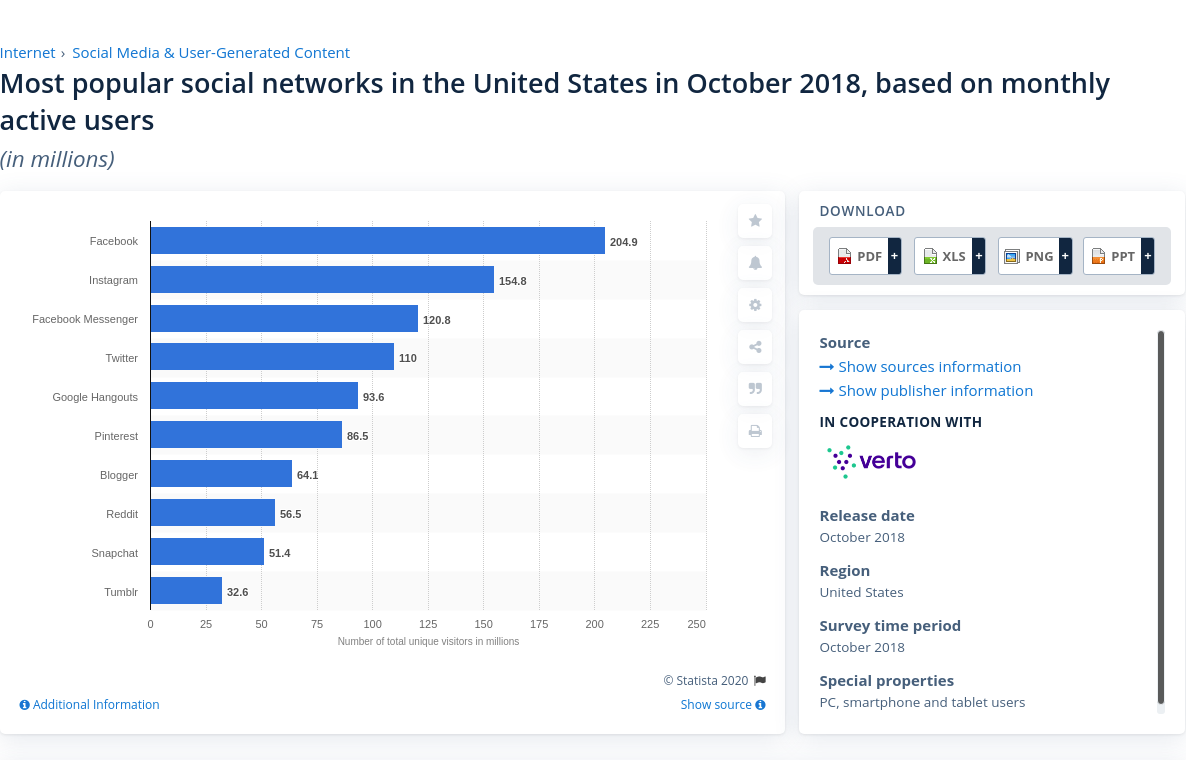 Internet › Social Media & User-Generated Content
Most popular social networks in the United States in October 2018, based on monthly
active users
(in millions)
Facebook 204.9
Instagram 154.8
Facebook Messenger 120.8
Twitter 110
Google Hangouts 93.6
Pinterest 86.5
Blogger 64.1
Reddit 56.5
Snapchat 51.4
Tumblr 32.6
0 25 50 75 100 125 150 175 200 225 250
Number of total unique visitors in millions
© Statista 2020
Additional Information
Show source
DOWNLOAD
PDF + XLS + PNG + PPT +
Source
Show sources information
Show publisher information
IN COOPERATION WITH
verto
Release date
October 2018
Region
United States
Survey time period
October 2018
Special properties
PC, smartphone and tablet users